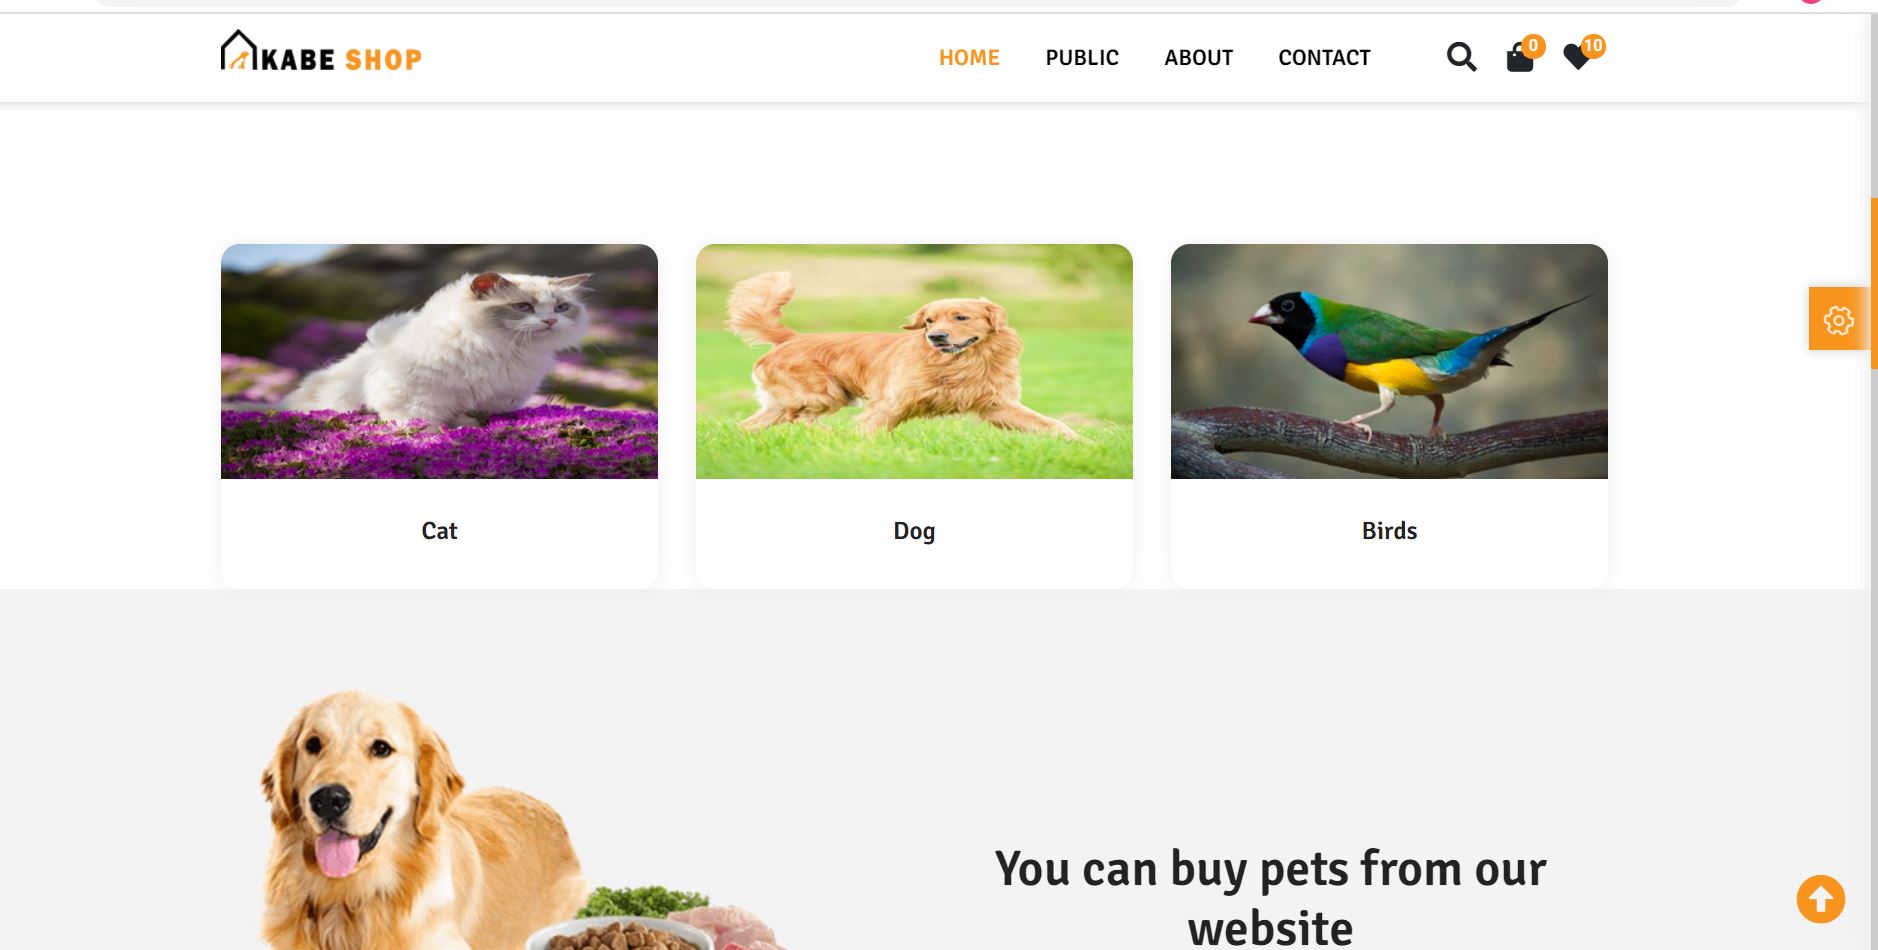 KABE SHOP
HOME PUBLIC ABOUT CONTACT 0 10
Cat Dog Birds
You can buy pets from our
website